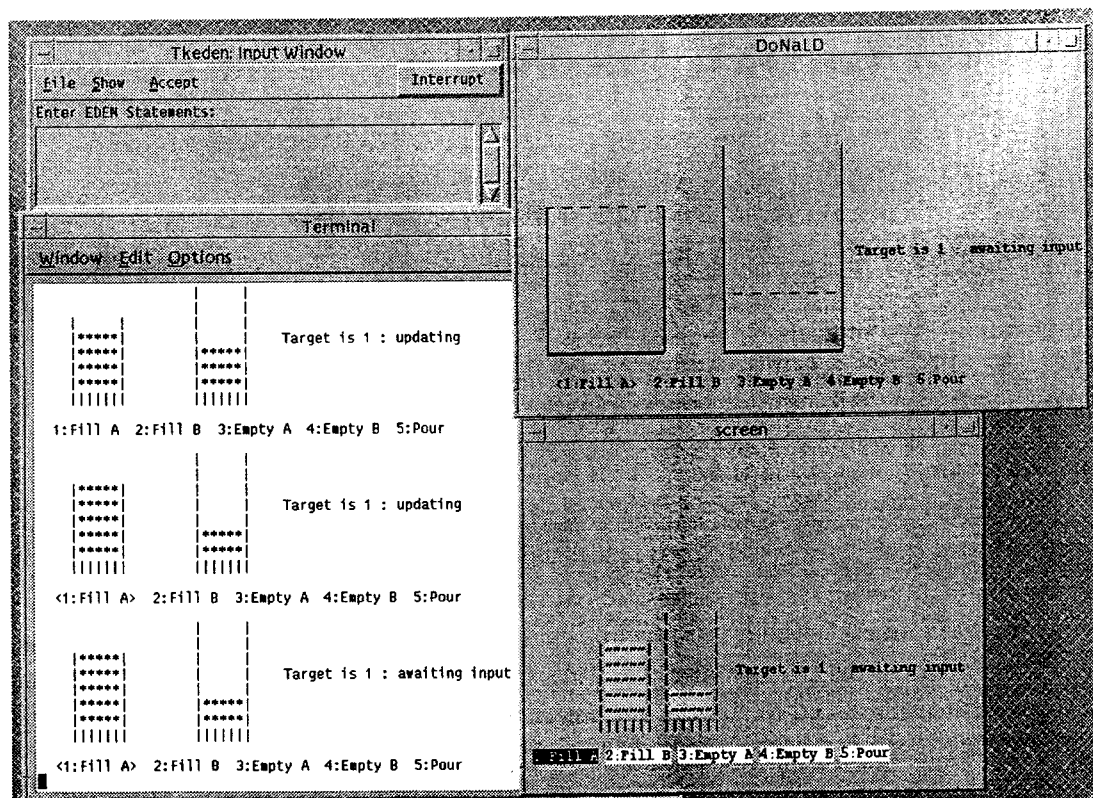 Tkeden: Input Window
File Show Accept Interrupt
Enter EDEN Statements:
Terminal
Window Edit Options
Target is 1 : updating
1:Fill A 2:Fill B 3:Empty A 4:Empty B 5:Pour
Target is 1 : updating
<1:Fill A> 2:Fill B 3:Empty A 4:Empty B 5:Pour
Target is 1 : awaiting input
<1:Fill A> 2:Fill B 3:Empty A 4:Empty B 5:Pour
DoNaLD
Target is 1 : awaiting input
<1:Fill A> 2:Fill B 3:Empty A 4:Empty B 5:Pour
screen
Target is 1 : awaiting input
Fill A 2:Fill B 3:Empty A 4:Empty B 5:Pour